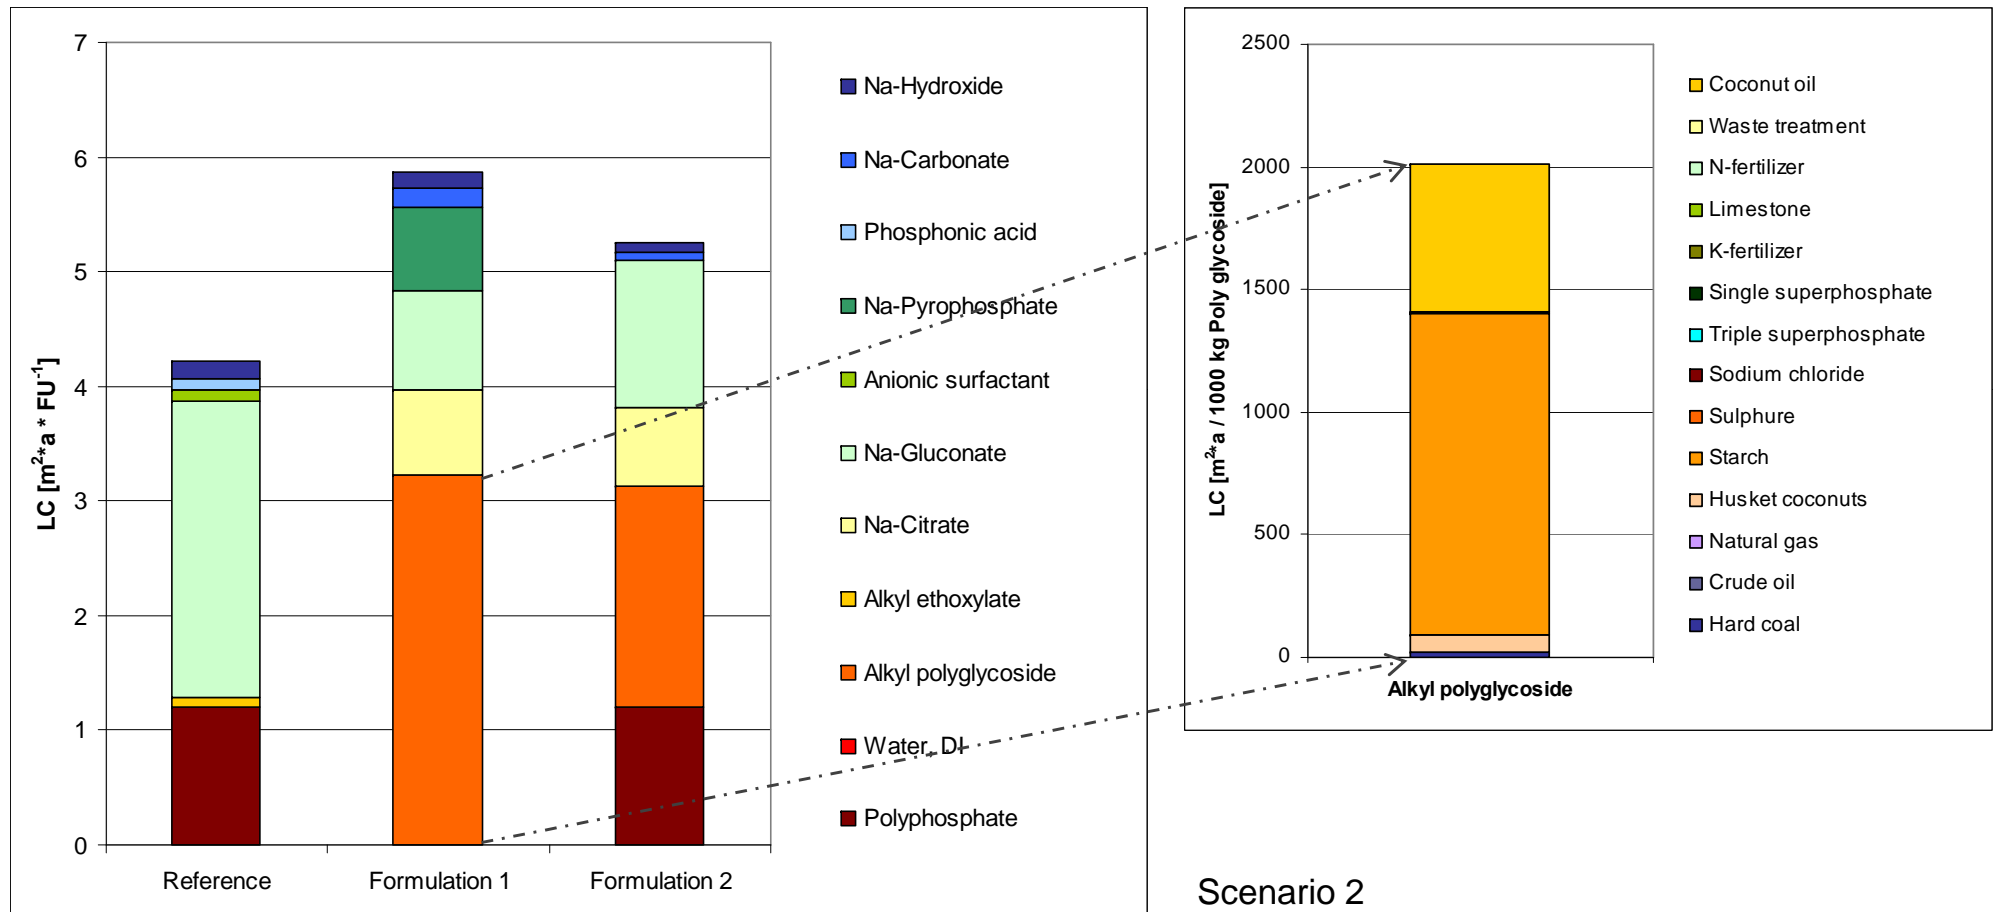 7
6
5
4
3
2
1
0
LC [m²*a * FU⁻¹]
Reference
Formulation 1
Formulation 2
Na-Hydroxide
Na-Carbonate
Phosphonic acid
Na-Pyrophosphate
Anionic surfactant
Na-Gluconate
Na-Citrate
Alkyl ethoxylate
Alkyl polyglycoside
Water, DI
Polyphosphate
2500
2000
1500
1000
500
0
LC [m²*a / 1000 kg Poly glycoside]
Alkyl polyglycoside
Coconut oil
Waste treatment
N-fertilizer
Limestone
K-fertilizer
Single superphosphate
Triple superphosphate
Sodium chloride
Sulphure
Starch
Husket coconuts
Natural gas
Crude oil
Hard coal
Scenario 2